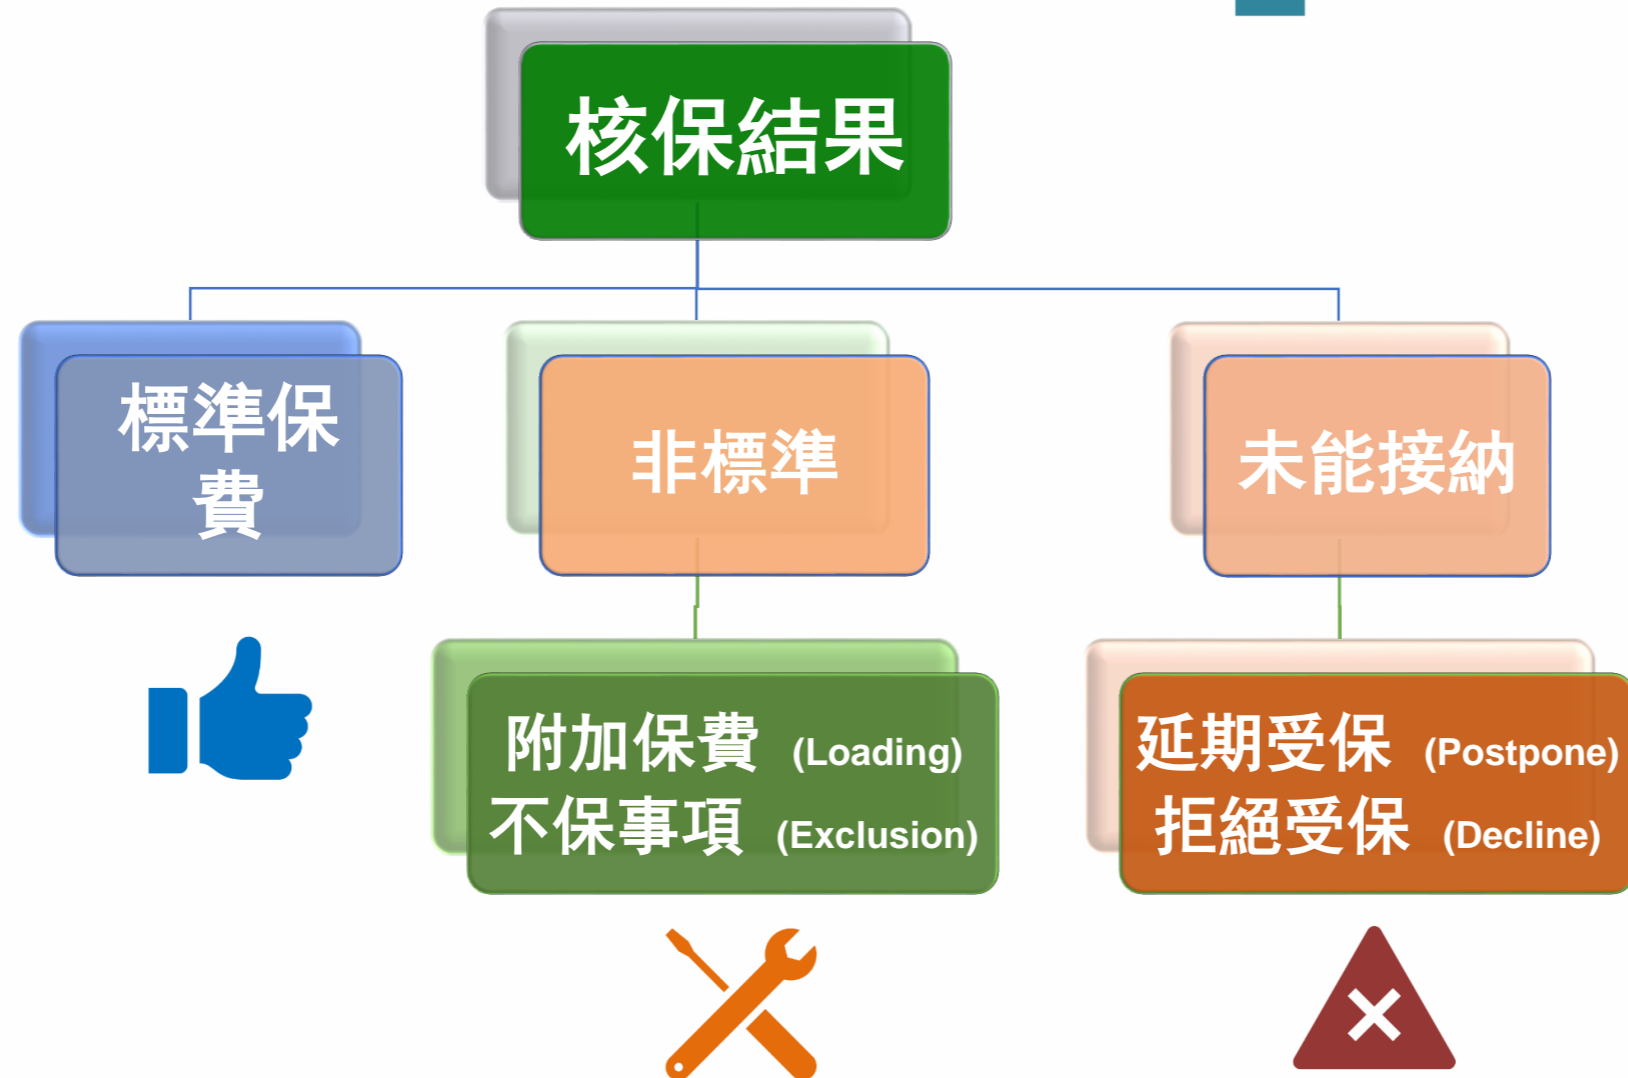 核保結果
標準保
費
非標準
未能接納
附加保費 (Loading)
不保事項 (Exclusion)
延期受保 (Postpone)
拒絕受保 (Decline)